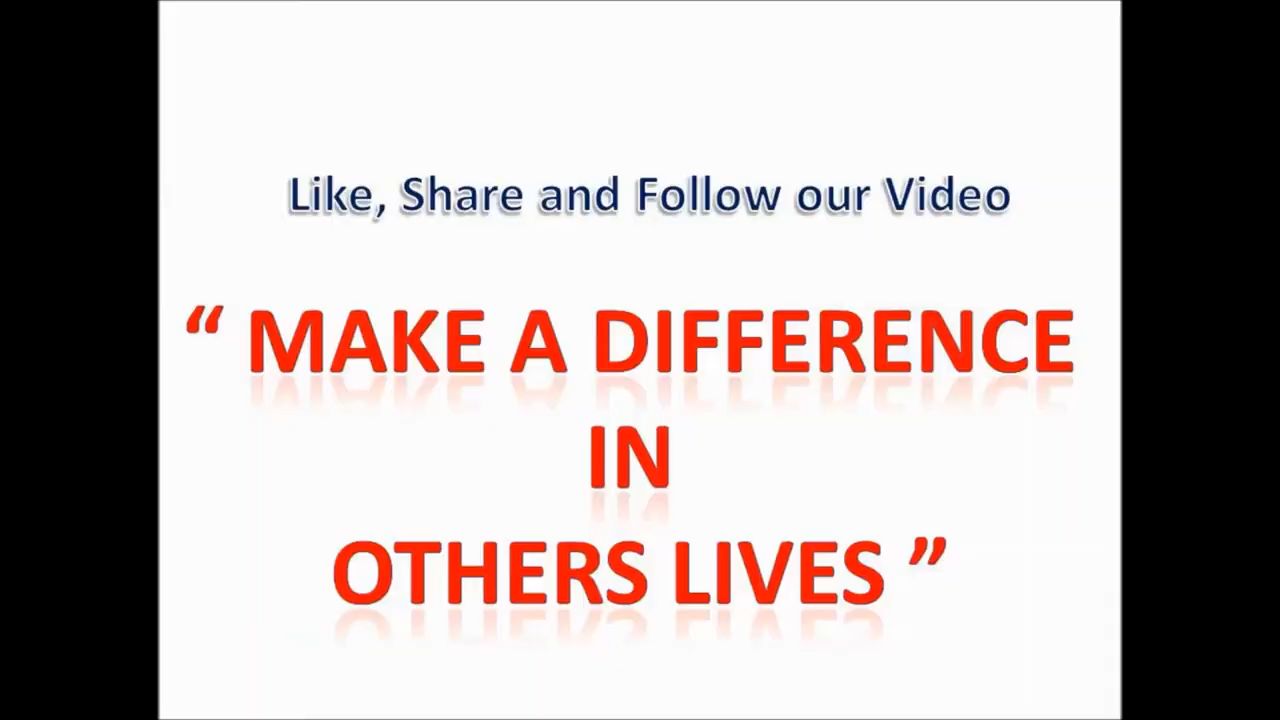 Like, Share and Follow our Video
“ MAKE A DIFFERENCE
IN
OTHERS LIVES ”